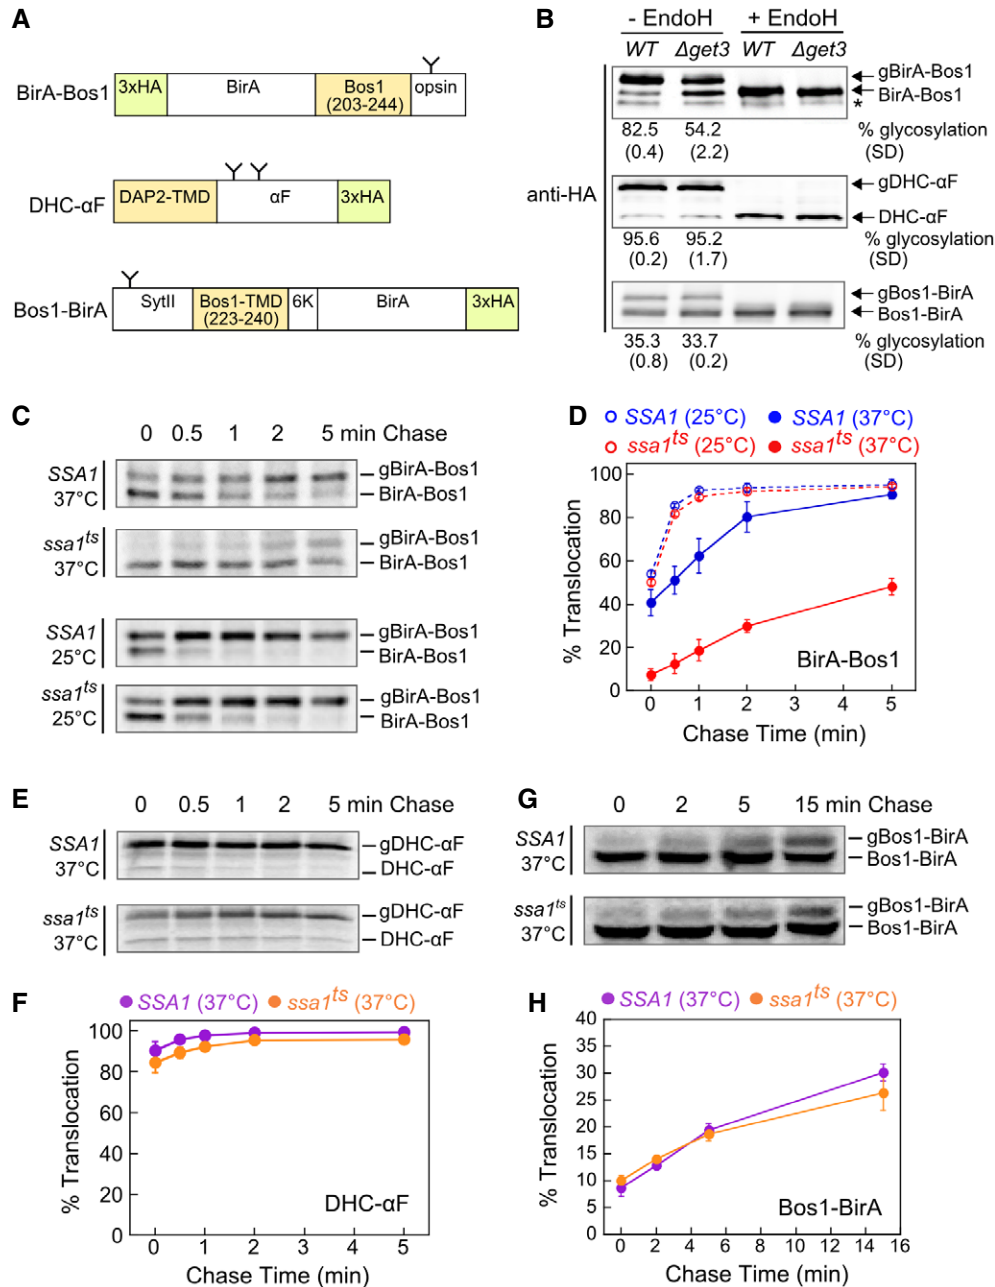 A
BirA-Bos1
3xHA
BirA
Bos1
(203-244)
opsin
DHC-αF
DAP2-TMD
αF
3xHA
Bos1-BirA
SytII
Bos1-TMD
(223-240)
6K
BirA
3xHA
B
- EndoH
+ EndoH
WT Δget3 WT Δget3
anti-HA
gBirA-Bos1
BirA-Bos1
*
82.5 54.2 % glycosylation
(0.4) (2.2) (SD)
gDHC-αF
DHC-αF
95.6 95.2 % glycosylation
(0.2) (1.7) (SD)
gBos1-BirA
Bos1-BirA
35.3 33.7 % glycosylation
(0.8) (0.2) (SD)
C
0 0.5 1 2 5 min Chase
SSA1
37°C
gBirA-Bos1
BirA-Bos1
ssa1ts
37°C
gBirA-Bos1
BirA-Bos1
SSA1
25°C
gBirA-Bos1
BirA-Bos1
ssa1ts
25°C
gBirA-Bos1
BirA-Bos1
D
SSA1 (25°C) SSA1 (37°C)
ssa1ts (25°C) ssa1ts (37°C)
% Translocation
100
80
60
40
20
0
BirA-Bos1
0 1 2 3 4 5
Chase Time (min)
E
0 0.5 1 2 5 min Chase
SSA1
37°C
gDHC-αF
DHC-αF
ssa1ts
37°C
gDHC-αF
DHC-αF
G
0 2 5 15 min Chase
SSA1
37°C
gBos1-BirA
Bos1-BirA
ssa1ts
37°C
gBos1-BirA
Bos1-BirA
F
SSA1 (37°C) ssa1ts (37°C)
% Translocation
100
80
60
40
20
0
DHC-αF
0 1 2 3 4 5
Chase Time (min)
H
SSA1 (37°C) ssa1ts (37°C)
% Translocation
40
35
30
25
20
15
10
5
0
Bos1-BirA
0 2 4 6 8 10 12 14 16
Chase Time (min)